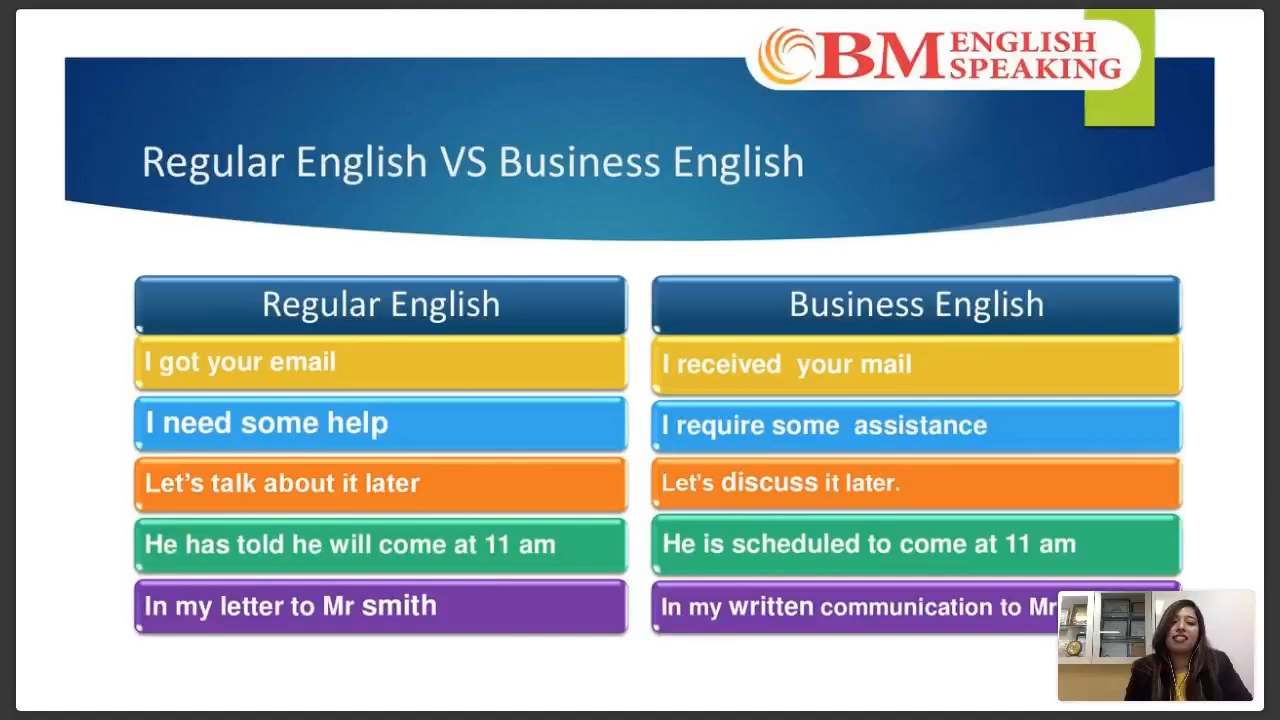 BM ENGLISH
SPEAKING
Regular English VS Business English
Regular English
Business English
I got your email
I received  your mail
I need some help
I require some  assistance
Let's talk about it later
Let's discuss it later.
He has told he will come at 11 am
He is scheduled to come at 11 am
In my letter to Mr smith
In my written communication to Mr